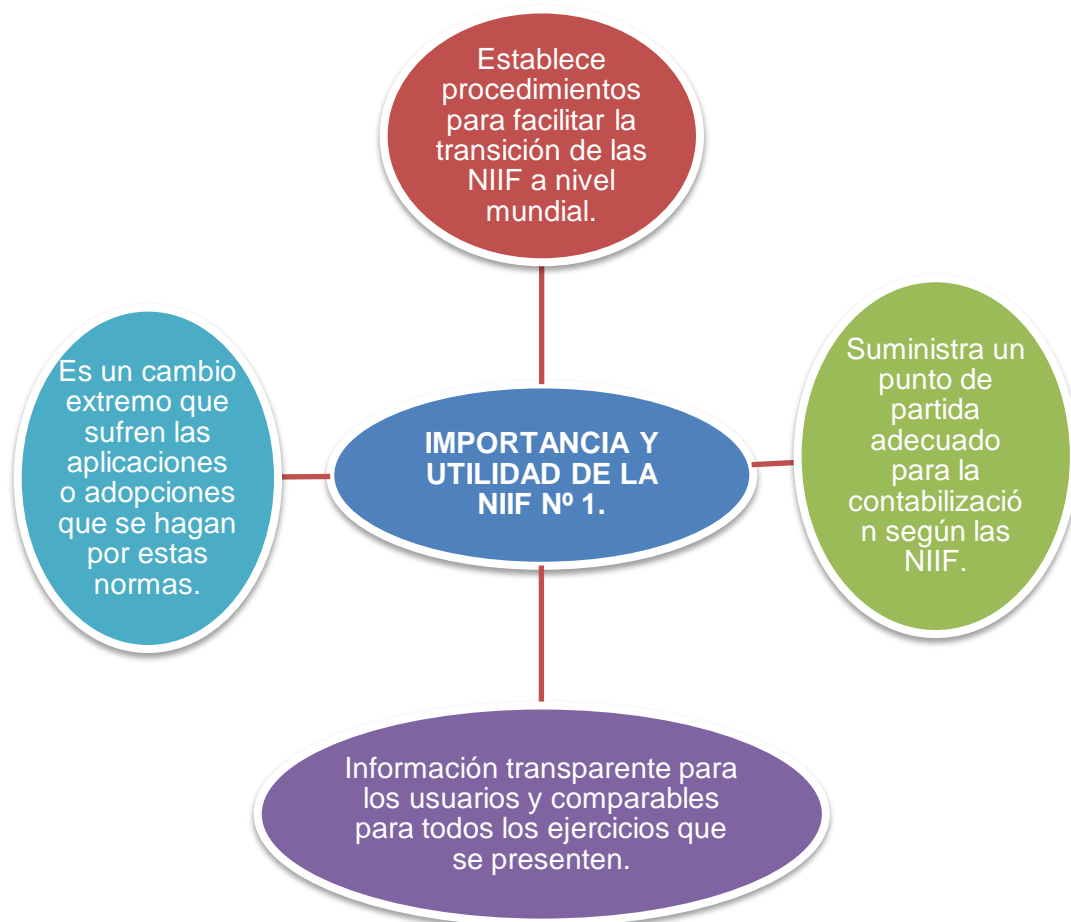 Establece
procedimientos
para facilitar la
transición de las
NIIF a nivel
mundial.
Es un cambio
extremo que
sufren las
aplicaciones
o adopciones
que se hagan
por estas
normas.
IMPORTANCIA Y
UTILIDAD DE LA
NIIF Nº 1.
Suministra un
punto de
partida
adecuado
para la
contabilizació
n según las
NIIF.
Información transparente para
los usuarios y comparables
para todos los ejercicios que
se presenten.